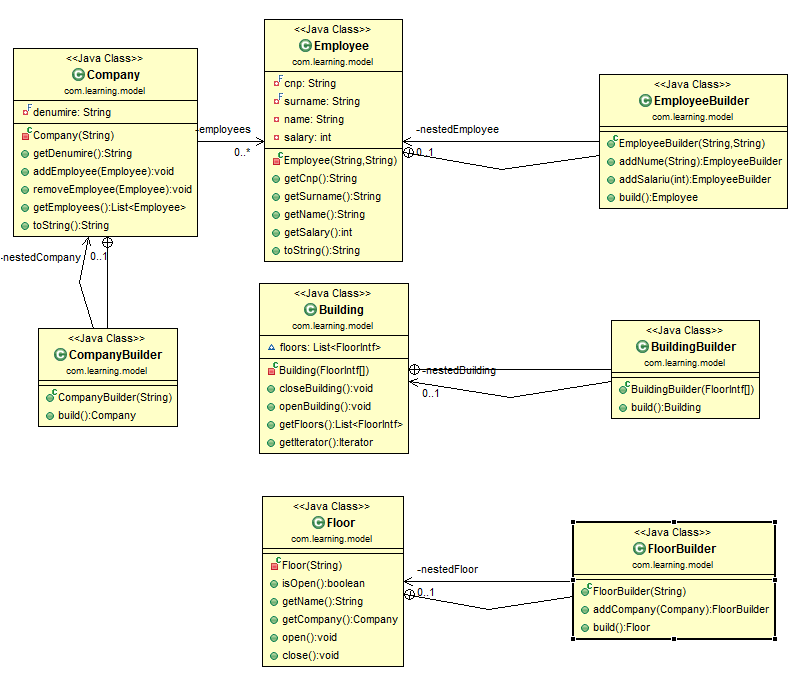 <<Java Class>>
Company
com.learning.model
denumire: String
Company(String)
getDenumire():String
addEmployee(Employee):void
removeEmployee(Employee):void
getEmployees():List<Employee>
toString():String
-employees
0..*
<<Java Class>>
Employee
com.learning.model
cnp: String
surname: String
name: String
salary: int
Employee(String,String)
getCnp():String
getSurname():String
getName():String
getSalary():int
toString():String
-nestedEmployee
0..1
<<Java Class>>
EmployeeBuilder
com.learning.model
EmployeeBuilder(String,String)
addNume(String):EmployeeBuilder
addSalariu(int):EmployeeBuilder
build():Employee
-nestedCompany
0..1
<<Java Class>>
CompanyBuilder
com.learning.model
CompanyBuilder(String)
build():Company
<<Java Class>>
Building
com.learning.model
floors: List<FloorIntf>
Building(FloorIntf[])
closeBuilding():void
openBuilding():void
getFloors():List<FloorIntf>
getIterator():Iterator
-nestedBuilding
0..1
<<Java Class>>
BuildingBuilder
com.learning.model
BuildingBuilder(FloorIntf[])
build():Building
<<Java Class>>
Floor
com.learning.model
Floor(String)
isOpen():boolean
getName():String
getCompany():Company
open():void
close():void
-nestedFloor
0..1
<<Java Class>>
FloorBuilder
com.learning.model
FloorBuilder(String)
addCompany(Company):FloorBuilder
build():Floor